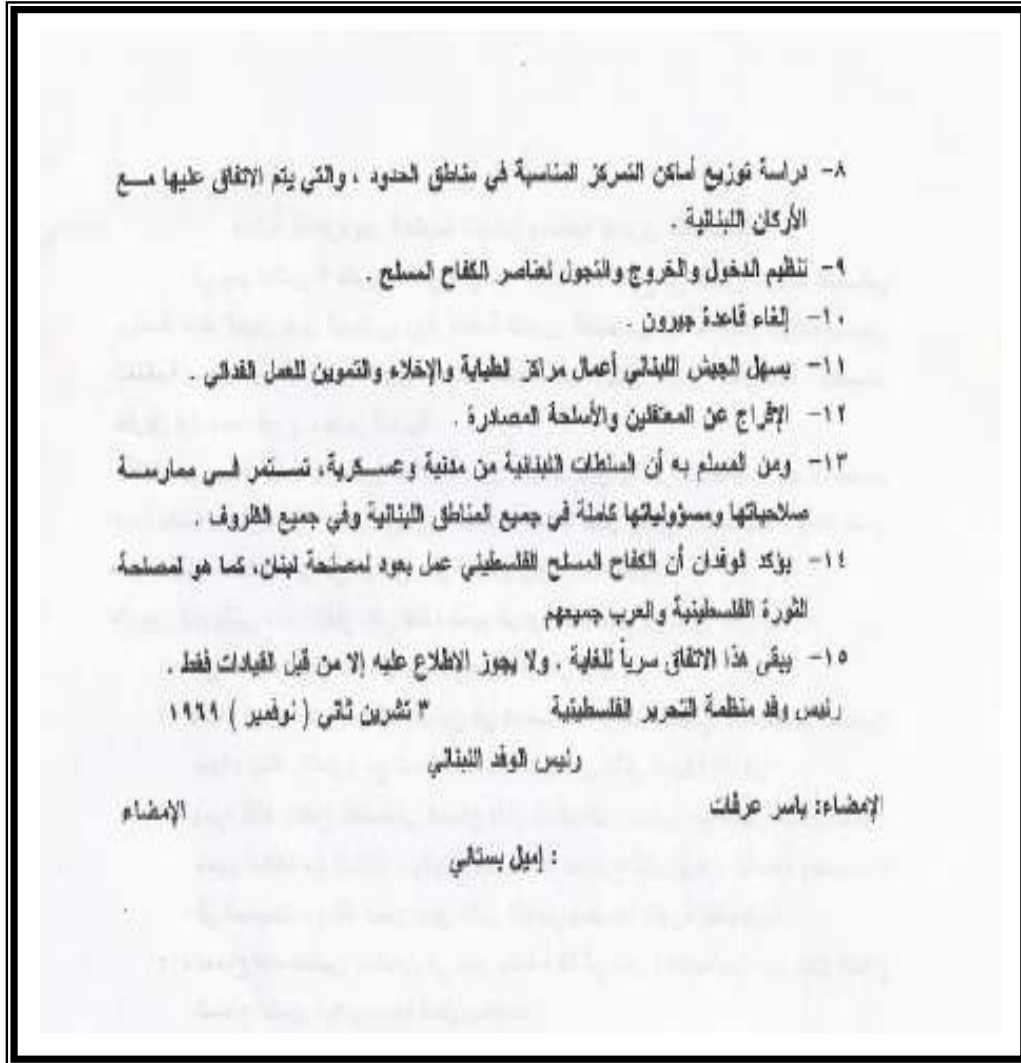 ٨- دراسة توزيع أماكن التمركز المناسبة في مناطق الحدود ، والتي يتم الاتفاق عليها مع
الأركان اللبنانية .
٩- تنظيم الدخول والخروج والتجول لعناصر الكفاح المسلح .
١٠- إلغاء قاعدة جيرون .
١١- يسهل الجيش اللبناني أعمال مراكز الطبابة والإخلاء والتموين للعمل الفدائي .
١٢- الإفراج عن المعتقلين والأسلحة المصادرة .
١٣- ومن المسلم به أن السلطات اللبنانية من مدنية وعسكرية، تستمر في ممارسة
صلاحياتها ومسؤولياتها كاملة في جميع المناطق اللبنانية وفي جميع الظروف .
١٤- يؤكد الوفدان أن الكفاح المسلح الفلسطيني عمل يعود لمصلحة لبنان، كما هو لمصلحة
الثورة الفلسطينية والعرب جميعهم
١٥- يبقى هذا الاتفاق سرياً للغاية . ولا يجوز الاطلاع عليه إلا من قبل القيادات فقط .
رئيس وفد منظمة التحرير الفلسطينية ٣ تشرين ثاني ( نوفمبر ) ١٩٦٩
رئيس الوفد اللبناني
الإمضاء: ياسر عرفات الإمضاء
: إميل بستاني